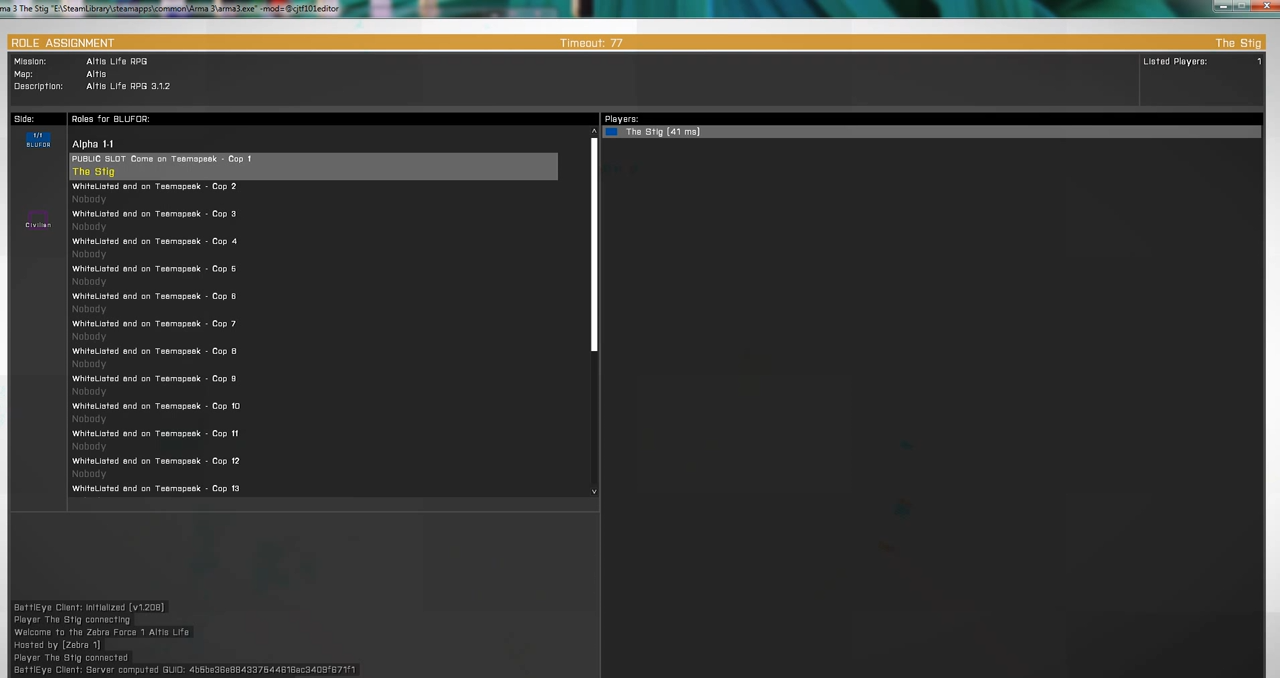 ma 3 The Stig "E:\SteamLibrary\steamapps\common\Arma 3\arma3.exe" -mod=@cjtf101editor
ROLE ASSIGNMENT Timeout: 77 The Stig
Mission: Altis Life RPG Listed Players: 1
Map: Altis
Description: Altis Life RPG 3.1.2
Side: Roles for BLUFOR: Players:
1/1
BLUFOR
The Stig (41 ms)
Alpha 1-1
PUBLIC SLOT Come on Teamspeak - Cop 1
The Stig
WhiteListed and on Teamspeak - Cop 2
Nobody
WhiteListed and on Teamspeak - Cop 3
Civilian
Nobody
WhiteListed and on Teamspeak - Cop 4
Nobody
WhiteListed and on Teamspeak - Cop 5
Nobody
WhiteListed and on Teamspeak - Cop 6
Nobody
WhiteListed and on Teamspeak - Cop 7
Nobody
WhiteListed and on Teamspeak - Cop 8
Nobody
WhiteListed and on Teamspeak - Cop 9
Nobody
WhiteListed and on Teamspeak - Cop 10
Nobody
WhiteListed and on Teamspeak - Cop 11
Nobody
WhiteListed and on Teamspeak - Cop 12
Nobody
WhiteListed and on Teamspeak - Cop 13
BattlEye Client: Initialized (v1.208)
Player The Stig connecting
Welcome to the Zebra Force 1 Altis Life
Hosted by [Zebra 1]
Player The Stig connected
BattlEye Client: Server computed GUID: